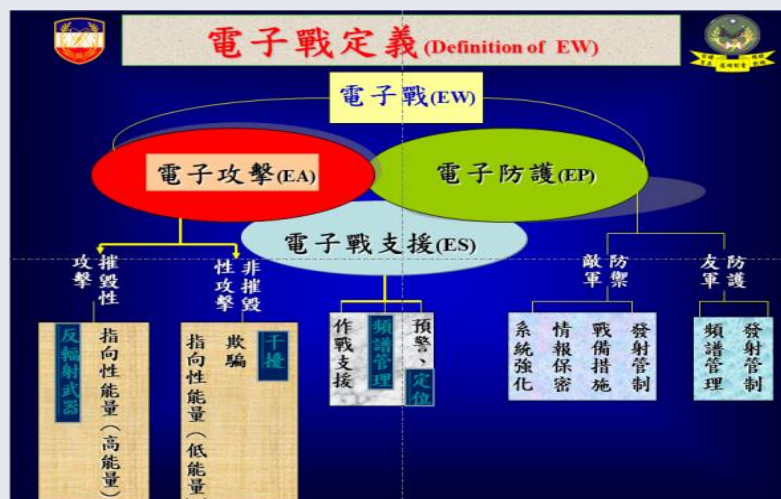 電子戰定義(Definition of EW)
電子戰(EW)
電子攻擊(EA)
電子防護(EP)
電子戰支援(ES)
摧毀性攻擊
非摧毀性攻擊
防禦敵軍
防護友軍
指向性能量（高能量）
反輻射武器
干擾
欺騙
指向性能量（低能量
預警、定位
頻譜管理
作戰支援
發射管制
戰備措施
情報保密
系統強化
發射管制
頻譜管理